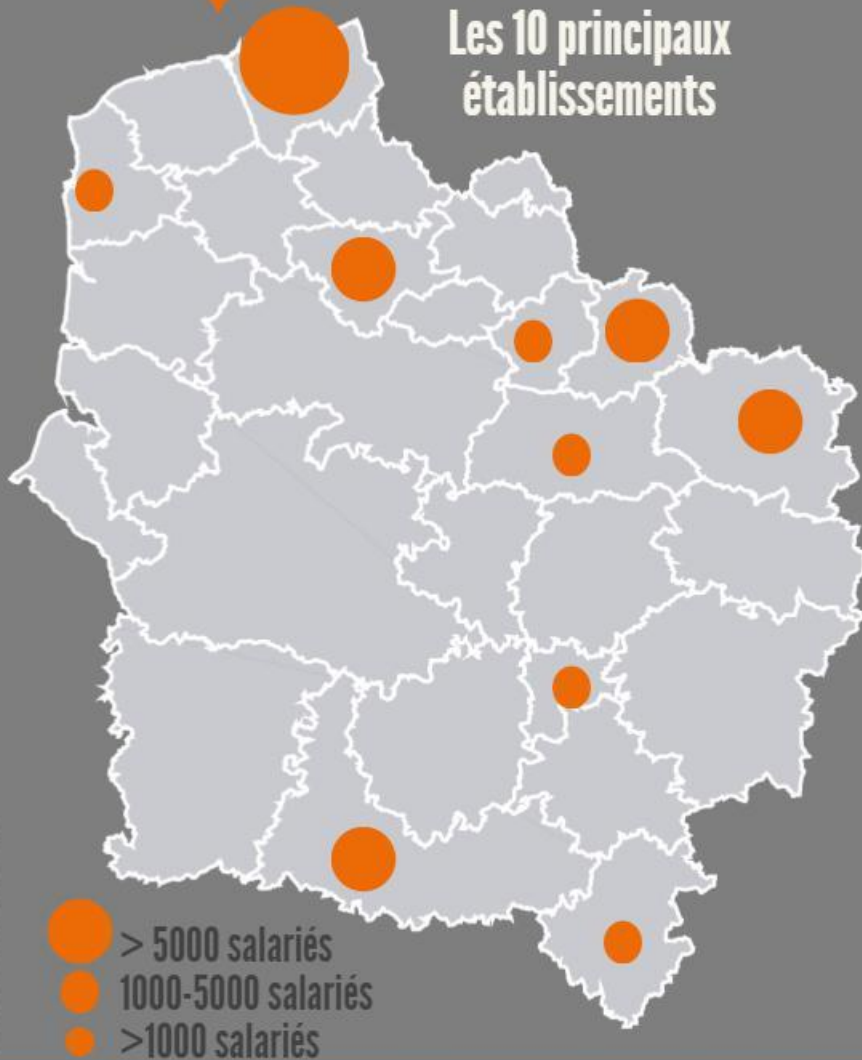 Les 10 principaux
établissements
> 5000 salariés
1000-5000 salariés
>1000 salariés